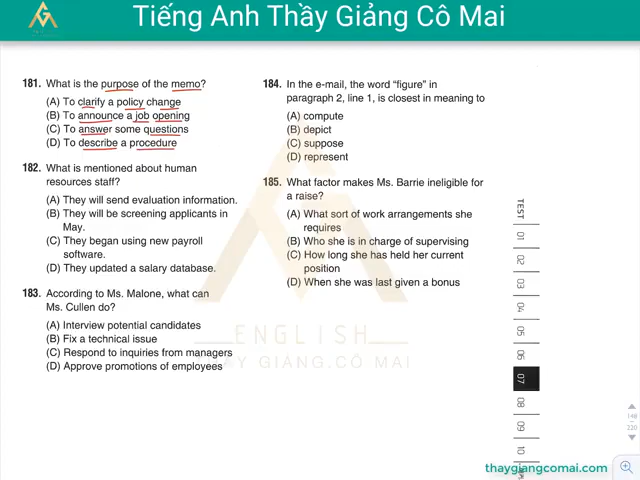 Tiếng Anh Thầy Giảng Cô Mai
181. What is the purpose of the memo?
(A) To clarify a policy change
(B) To announce a job opening
(C) To answer some questions
(D) To describe a procedure
182. What is mentioned about human
resources staff?
(A) They will send evaluation information.
(B) They will be screening applicants in
May.
(C) They began using new payroll
software.
(D) They updated a salary database.
183. According to Ms. Malone, what can
Ms. Cullen do?
(A) Interview potential candidates
(B) Fix a technical issue
(C) Respond to inquiries from managers
(D) Approve promotions of employees
184. In the e-mail, the word “figure” in
paragraph 2, line 1, is closest in meaning to
(A) compute
(B) depict
(C) suppose
(D) represent
185. What factor makes Ms. Barrie ineligible for
a raise?
(A) What sort of work arrangements she
requires
(B) Who she is in charge of supervising
(C) How long she has held her current
position
(D) When she was last given a bonus
TEST
01
02
03
04
05
06
07
08
09
10
ENGLISH
THẦY GIẢNG.CÔ MAI
148
220
thaygiangcomai.com